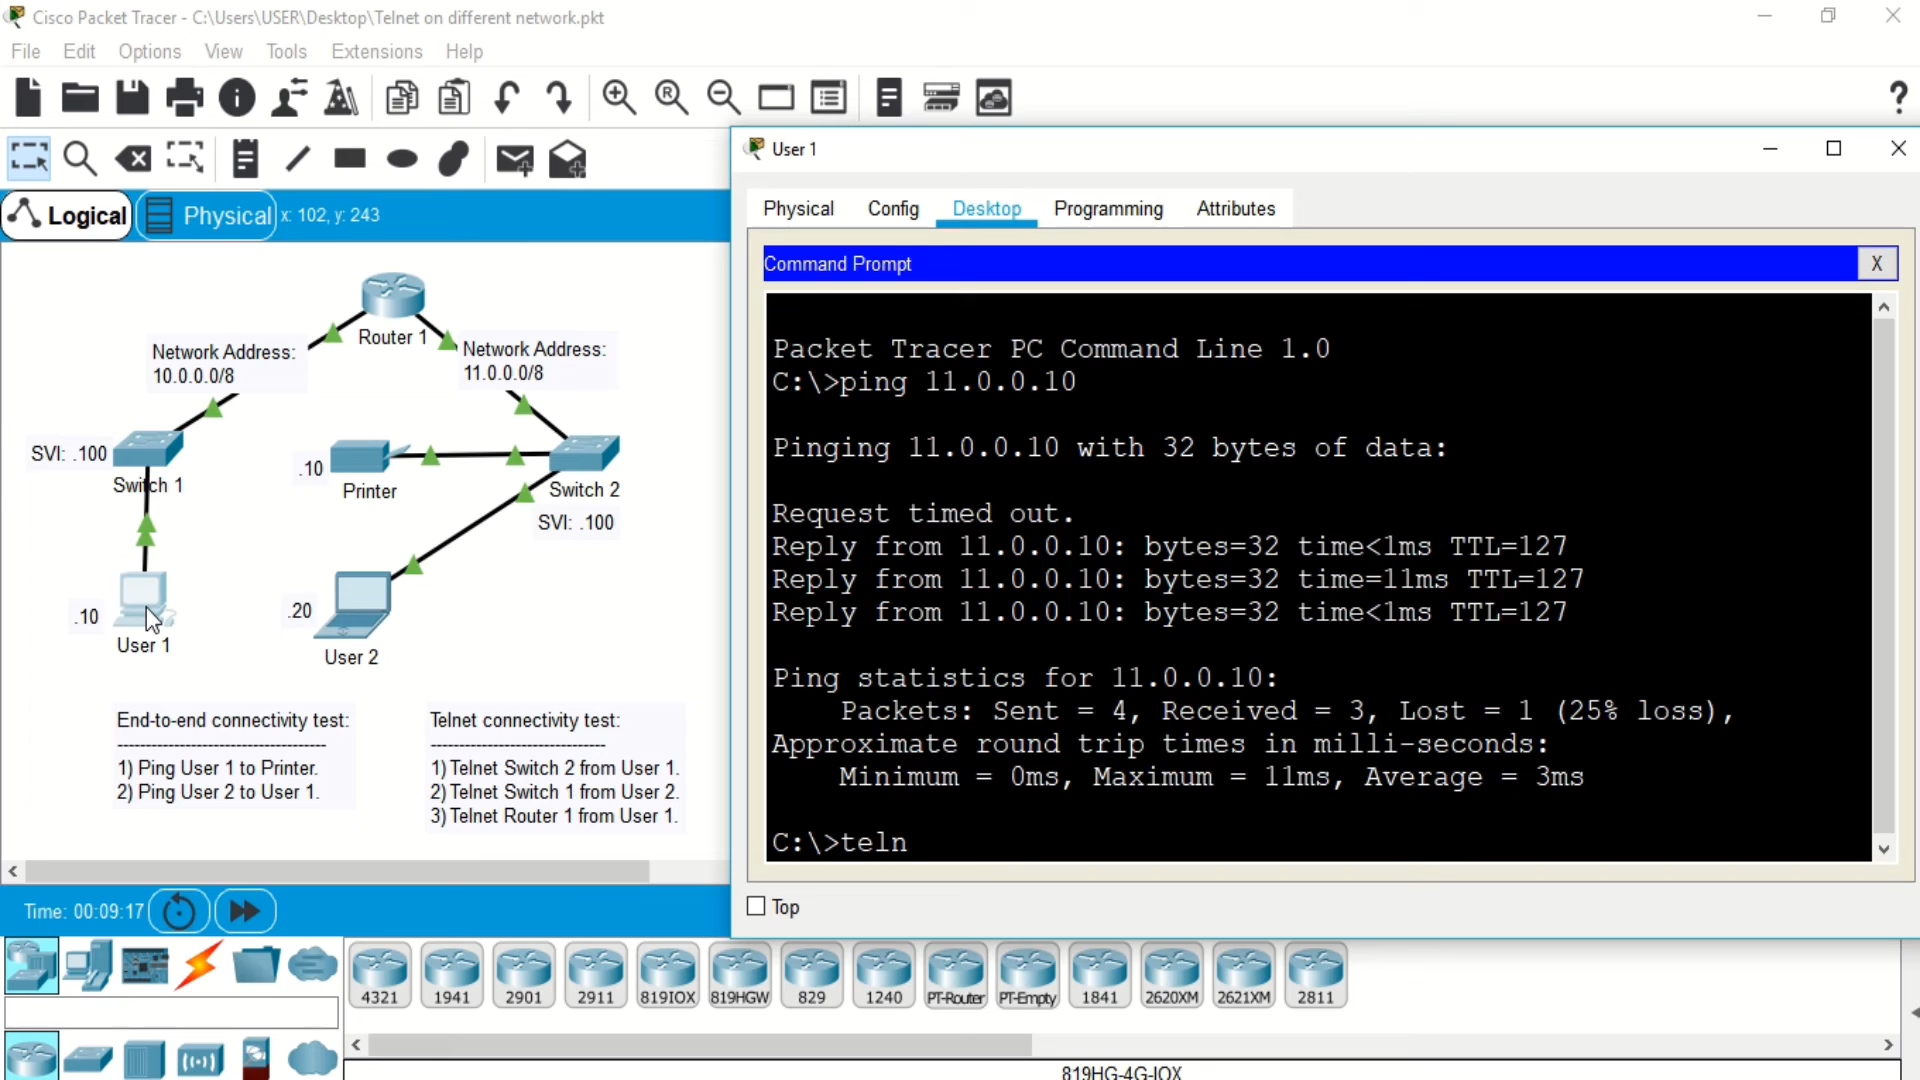 Cisco Packet Tracer - C:\Users\USER\Desktop\Telnet on different network.pkt
File Edit Options View Tools Extensions Help
Logical Physical x: 102, y: 243
Router 1
Network Address:
10.0.0.0/8
Network Address:
11.0.0.0/8
SVI: .100
Switch 1
.10
Printer
Switch 2
SVI: .100
.10
User 1
.20
User 2
End-to-end connectivity test:
-------------------------------------
1) Ping User 1 to Printer.
2) Ping User 2 to User 1.
Telnet connectivity test:
-------------------------------
1) Telnet Switch 2 from User 1.
2) Telnet Switch 1 from User 2.
3) Telnet Router 1 from User 1.
User 1
Physical Config Desktop Programming Attributes
Command Prompt
X
Packet Tracer PC Command Line 1.0
C:\>ping 11.0.0.10
Pinging 11.0.0.10 with 32 bytes of data:
Request timed out.
Reply from 11.0.0.10: bytes=32 time<1ms TTL=127
Reply from 11.0.0.10: bytes=32 time=11ms TTL=127
Reply from 11.0.0.10: bytes=32 time<1ms TTL=127
Ping statistics for 11.0.0.10:
Packets: Sent = 4, Received = 3, Lost = 1 (25% loss),
Approximate round trip times in milli-seconds:
Minimum = 0ms, Maximum = 11ms, Average = 3ms
C:\>teln
Top
Time: 00:09:17
4321 1941 2901 2911 819IOX 819HGW 829 1240 PT-Router PT-Empty 1841 2620XM 2621XM 2811
819HG-4G-IOX